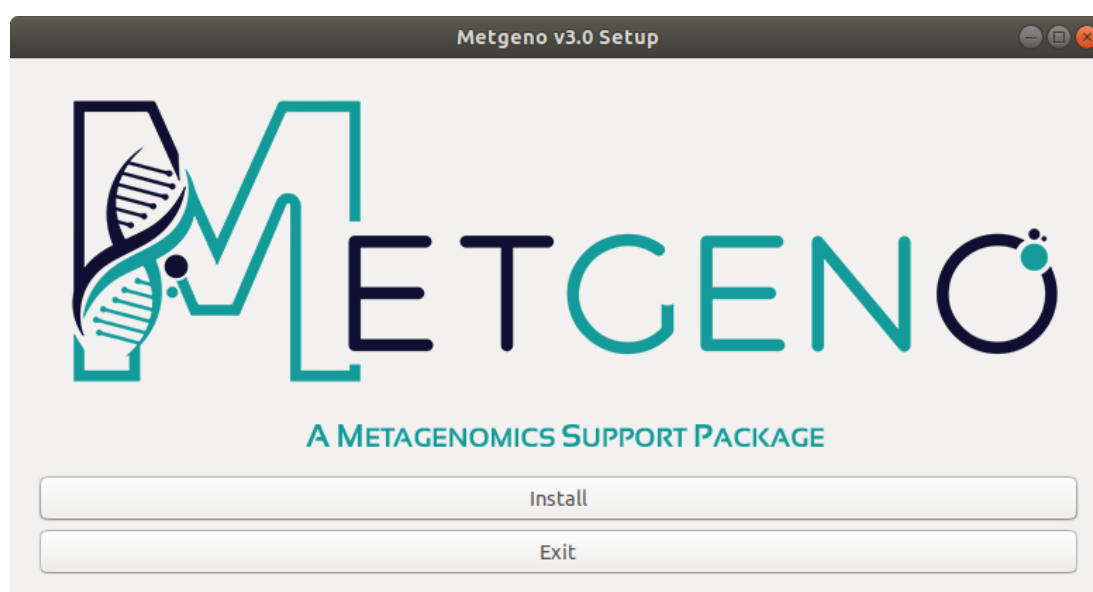 Metgeno v3.0 Setup
METGENO
A METAGENOMICS SUPPORT PACKAGE
Install
Exit